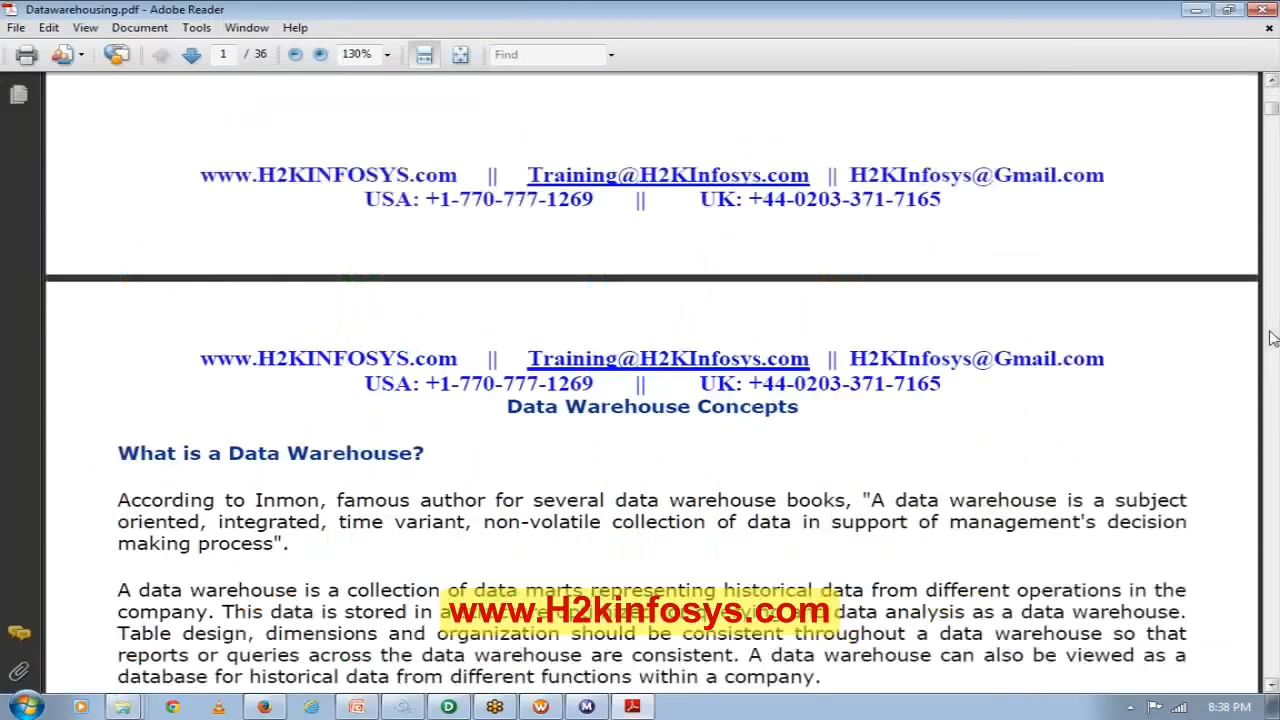 Datawarehousing.pdf - Adobe Reader
File Edit View Document Tools Window Help
1 / 36 130% Find
www.H2KINFOSYS.com || Training@H2KInfosys.com || H2KInfosys@Gmail.com
USA: +1-770-777-1269 || UK: +44-0203-371-7165
www.H2KINFOSYS.com || Training@H2KInfosys.com || H2KInfosys@Gmail.com
USA: +1-770-777-1269 || UK: +44-0203-371-7165
Data Warehouse Concepts
What is a Data Warehouse?
According to Inmon, famous author for several data warehouse books, "A data warehouse is a subject
oriented, integrated, time variant, non-volatile collection of data in support of management's decision
making process".
A data warehouse is a collection of data marts representing historical data from different operations in the
company. This data is stored in a data analysis as a data warehouse.
www.H2kinfosys.com
Table design, dimensions and organization should be consistent throughout a data warehouse so that
reports or queries across the data warehouse are consistent. A data warehouse can also be viewed as a
database for historical data from different functions within a company.
8:38 PM